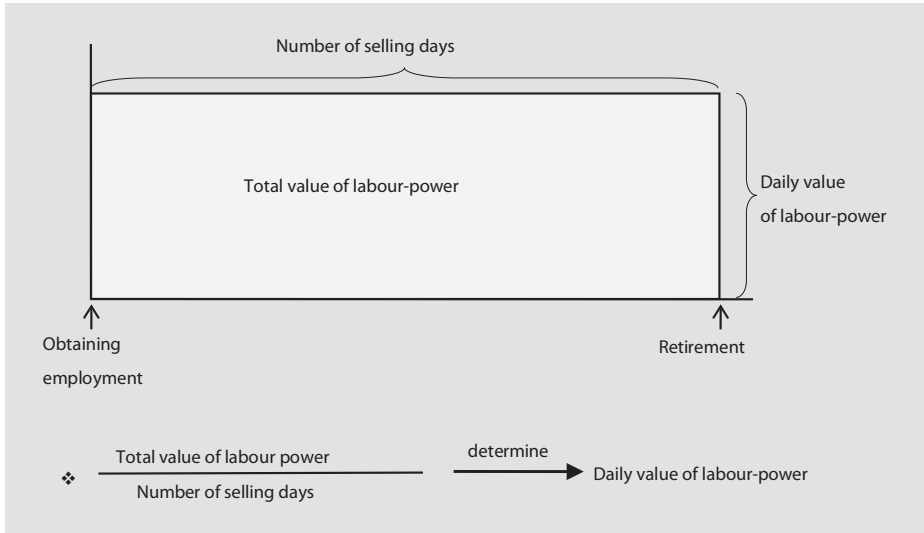 Number of selling days
Total value of labour-power
Daily value
of labour-power
Obtaining
employment
Retirement
Total value of labour power
Number of selling days
determine
Daily value of labour-power